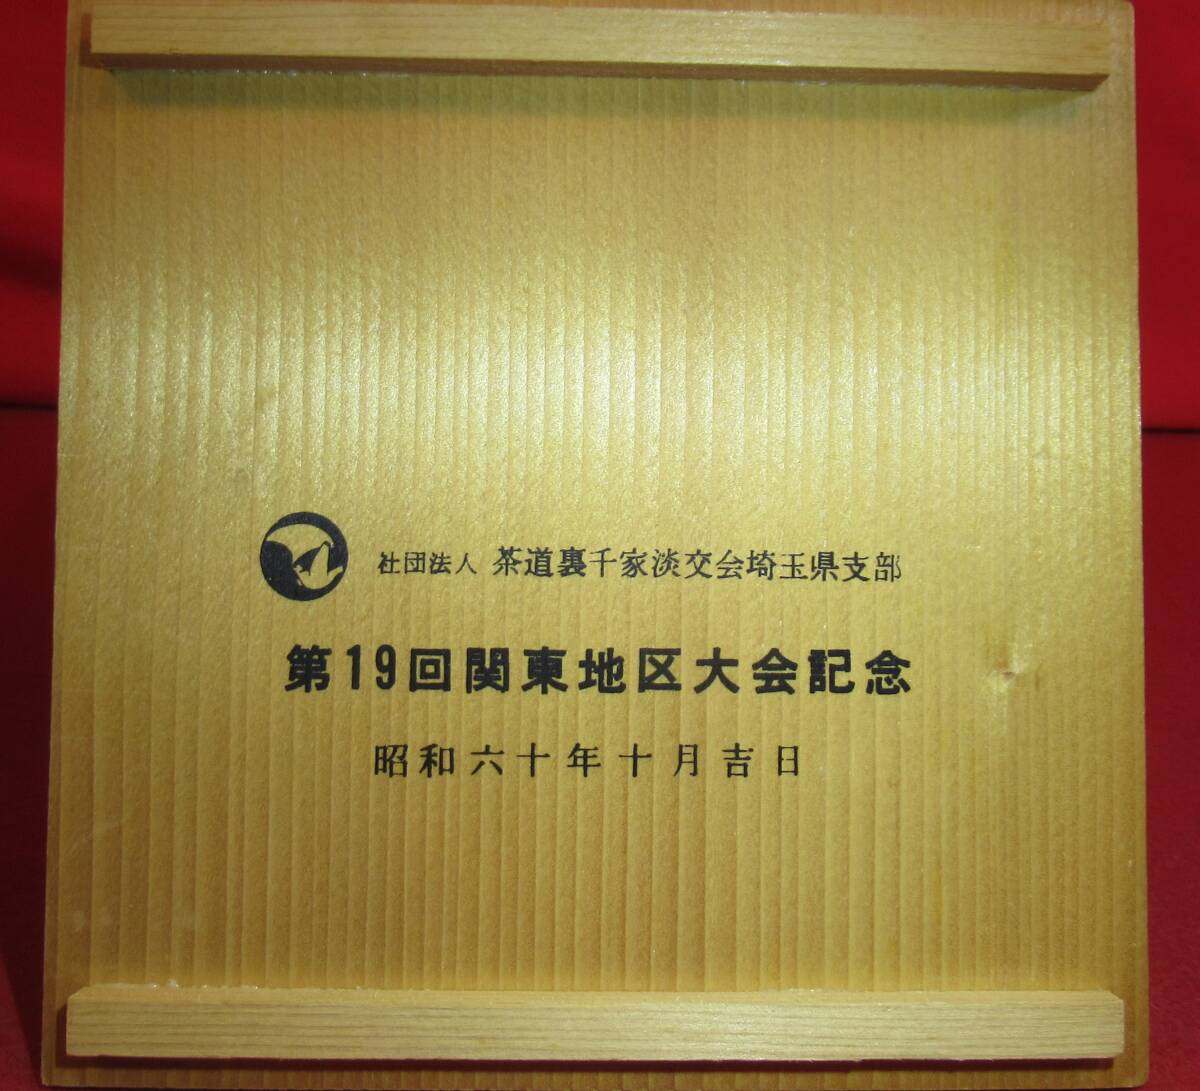 社団法人 茶道裏千家淡交会埼玉県支部
第19回関東地区大会記念
昭和六十年十月吉日